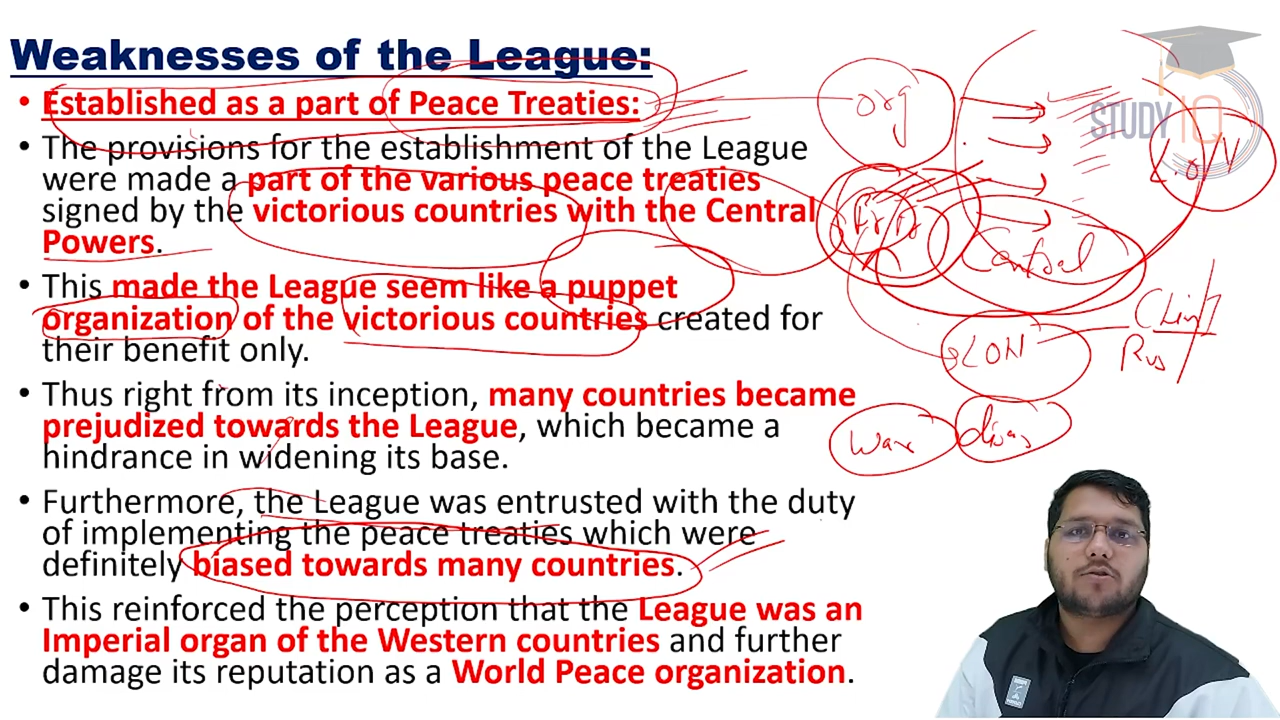 Weaknesses of the League:
• Established as a part of Peace Treaties:
• The provisions for the establishment of the League
were made a part of the various peace treaties
signed by the victorious countries with the Central
Powers.
• This made the League seem like a puppet
organization of the victorious countries created for
their benefit only.
• Thus right from its inception, many countries became
prejudized towards the League, which became a
hindrance in widening its base.
• Furthermore, the League was entrusted with the duty
of implementing the peace treaties which were
definitely biased towards many countries.
• This reinforced the perception that the League was an
Imperial organ of the Western countries and further
damage its reputation as a World Peace organization.
STUDY IQ
org
Central
LON
War